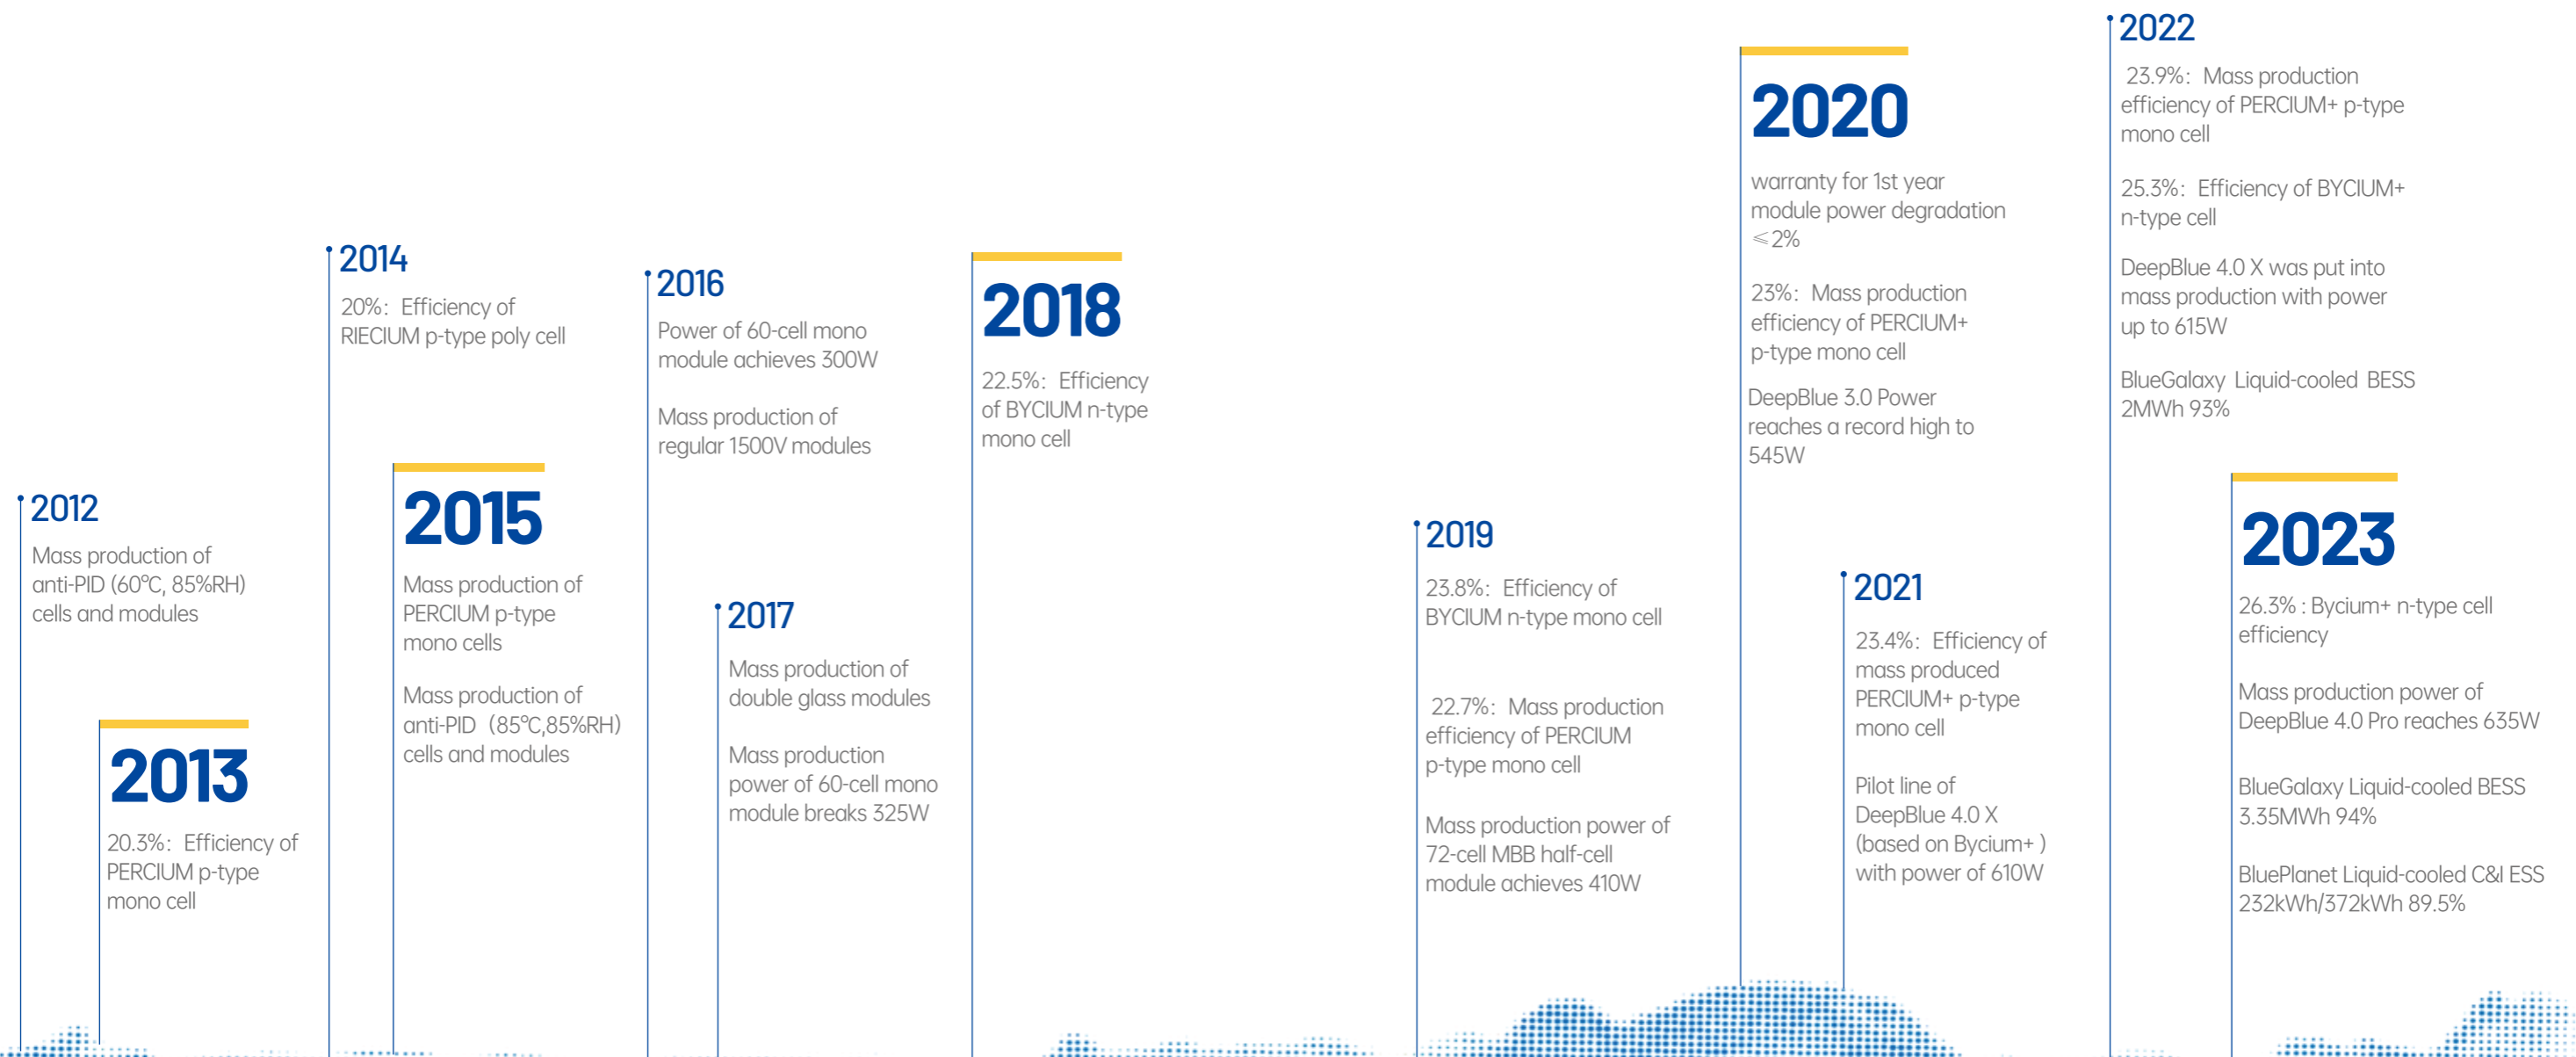 2012
Mass production of
anti-PID (60℃, 85%RH)
cells and modules
2013
20.3%: Efficiency of
PERCIUM p-type
mono cell
2014
20%: Efficiency of
RIECIUM p-type poly cell
2015
Mass production of
PERCIUM p-type
mono cells
Mass production of
anti-PID (85℃,85%RH)
cells and modules
2016
Power of 60-cell mono
module achieves 300W
Mass production of
regular 1500V modules
2017
Mass production of
double glass modules
Mass production
power of 60-cell mono
module breaks 325W
2018
22.5%: Efficiency
of BYCIUM n-type
mono cell
2019
23.8%: Efficiency of
BYCIUM n-type mono cell
22.7%: Mass production
efficiency of PERCIUM
p-type mono cell
Mass production power of
72-cell MBB half-cell
module achieves 410W
2020
warranty for 1st year
module power degradation
⩽2%
23%: Mass production
efficiency of PERCIUM+
p-type mono cell
DeepBlue 3.0 Power
reaches a record high to
545W
2021
23.4%: Efficiency of
mass produced
PERCIUM+ p-type
mono cell
Pilot line of
DeepBlue 4.0 X
(based on Bycium+ )
with power of 610W
2022
23.9%: Mass production
efficiency of PERCIUM+ p-type
mono cell
25.3%: Efficiency of BYCIUM+
n-type cell
DeepBlue 4.0 X was put into
mass production with power
up to 615W
BlueGalaxy Liquid-cooled BESS
2MWh 93%
2023
26.3% : Bycium+ n-type cell
efficiency
Mass production power of
DeepBlue 4.0 Pro reaches 635W
BlueGalaxy Liquid-cooled BESS
3.35MWh 94%
BluePlanet Liquid-cooled C&I ESS
232kWh/372kWh 89.5%